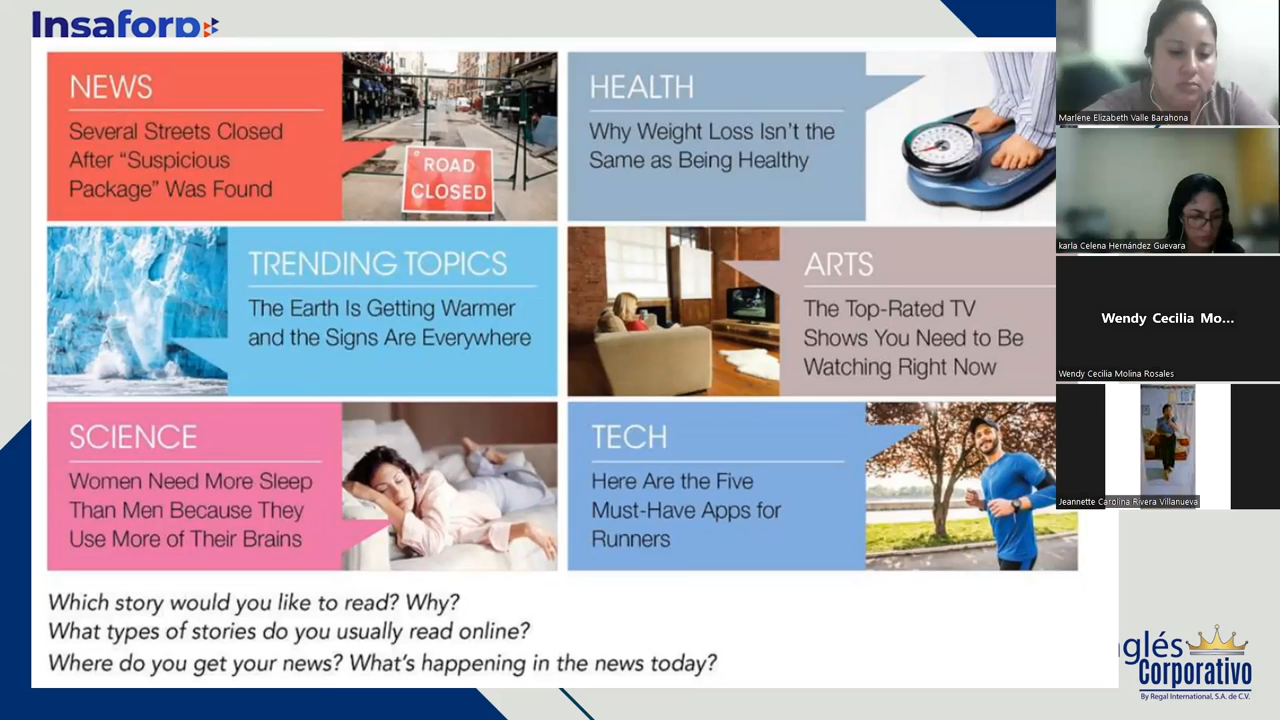 Insaforp
NEWS
Several Streets Closed
After “Suspicious
Package” Was Found
ROAD
CLOSED
HEALTH
Why Weight Loss Isn’t the
Same as Being Healthy
TRENDING TOPICS
The Earth Is Getting Warmer
and the Signs Are Everywhere
ARTS
The Top-Rated TV
Shows You Need to Be
Watching Right Now
SCIENCE
Women Need More Sleep
Than Men Because They
Use More of Their Brains
TECH
Here Are the Five
Must-Have Apps for
Runners
Which story would you like to read? Why?
What types of stories do you usually read online?
Where do you get your news? What’s happening in the news today?
Marlene Elizabeth Valle Barahona
karla Celena Hernández Guevara
Wendy Cecilia Mo...
Wendy Cecilia Molina Rosales
Jeannette Carolina Rivera Villanueva
glés
Corporativo
By Regal International, S.A. de C.V.